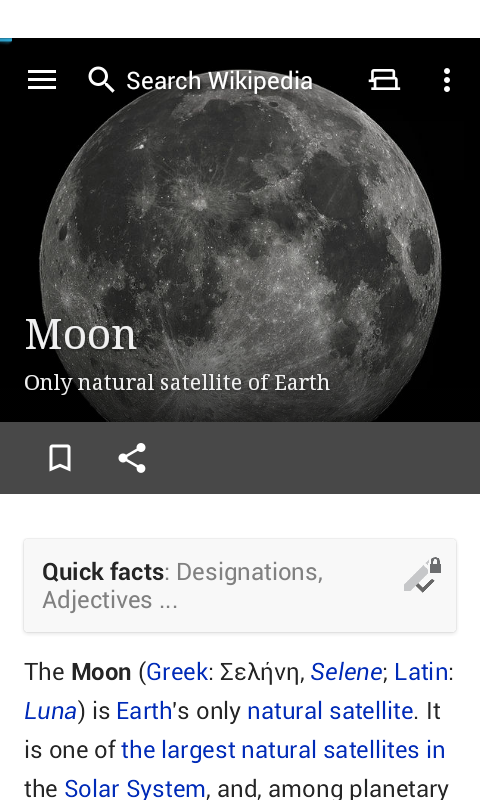 Search Wikipedia
Moon
Only natural satellite of Earth
Quick facts: Designations,
Adjectives ...
The Moon (Greek: Σελήνη, Selene; Latin:
Luna) is Earth's only natural satellite. It
is one of the largest natural satellites in
the Solar System, and, among planetary